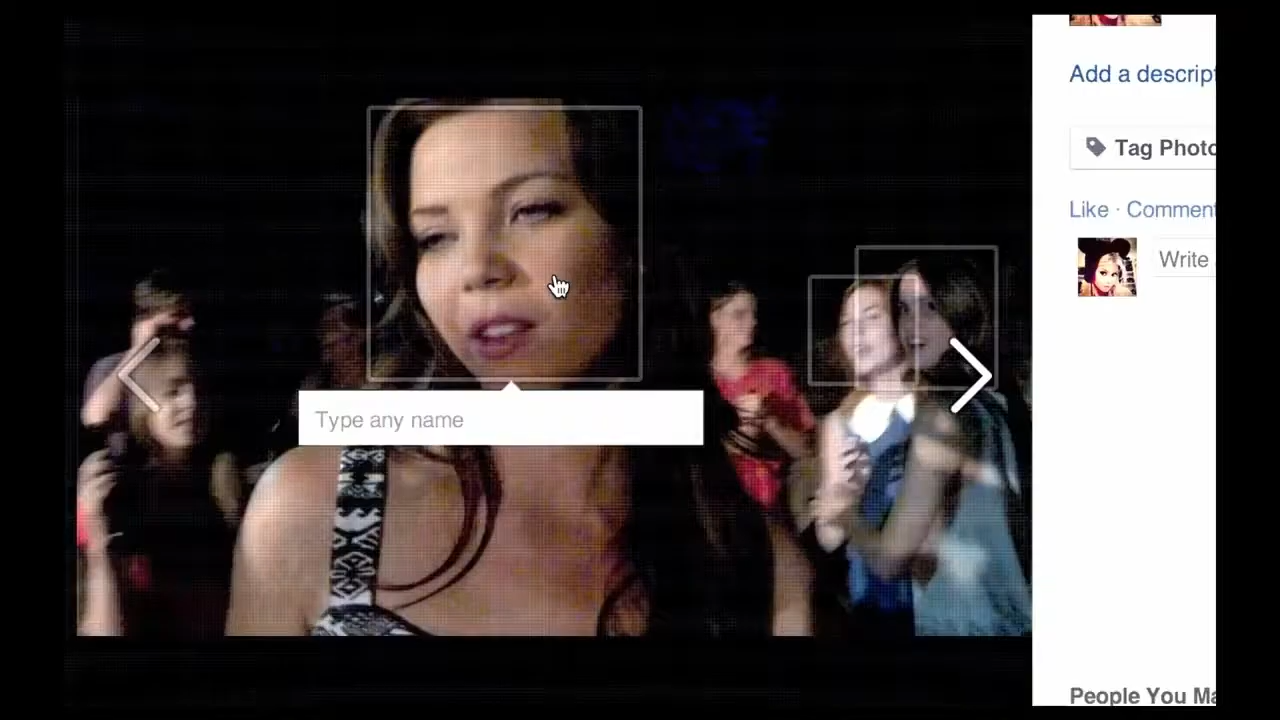 Add a descript
Tag Photo
Like · Comment
Write
Type any name
People You Ma